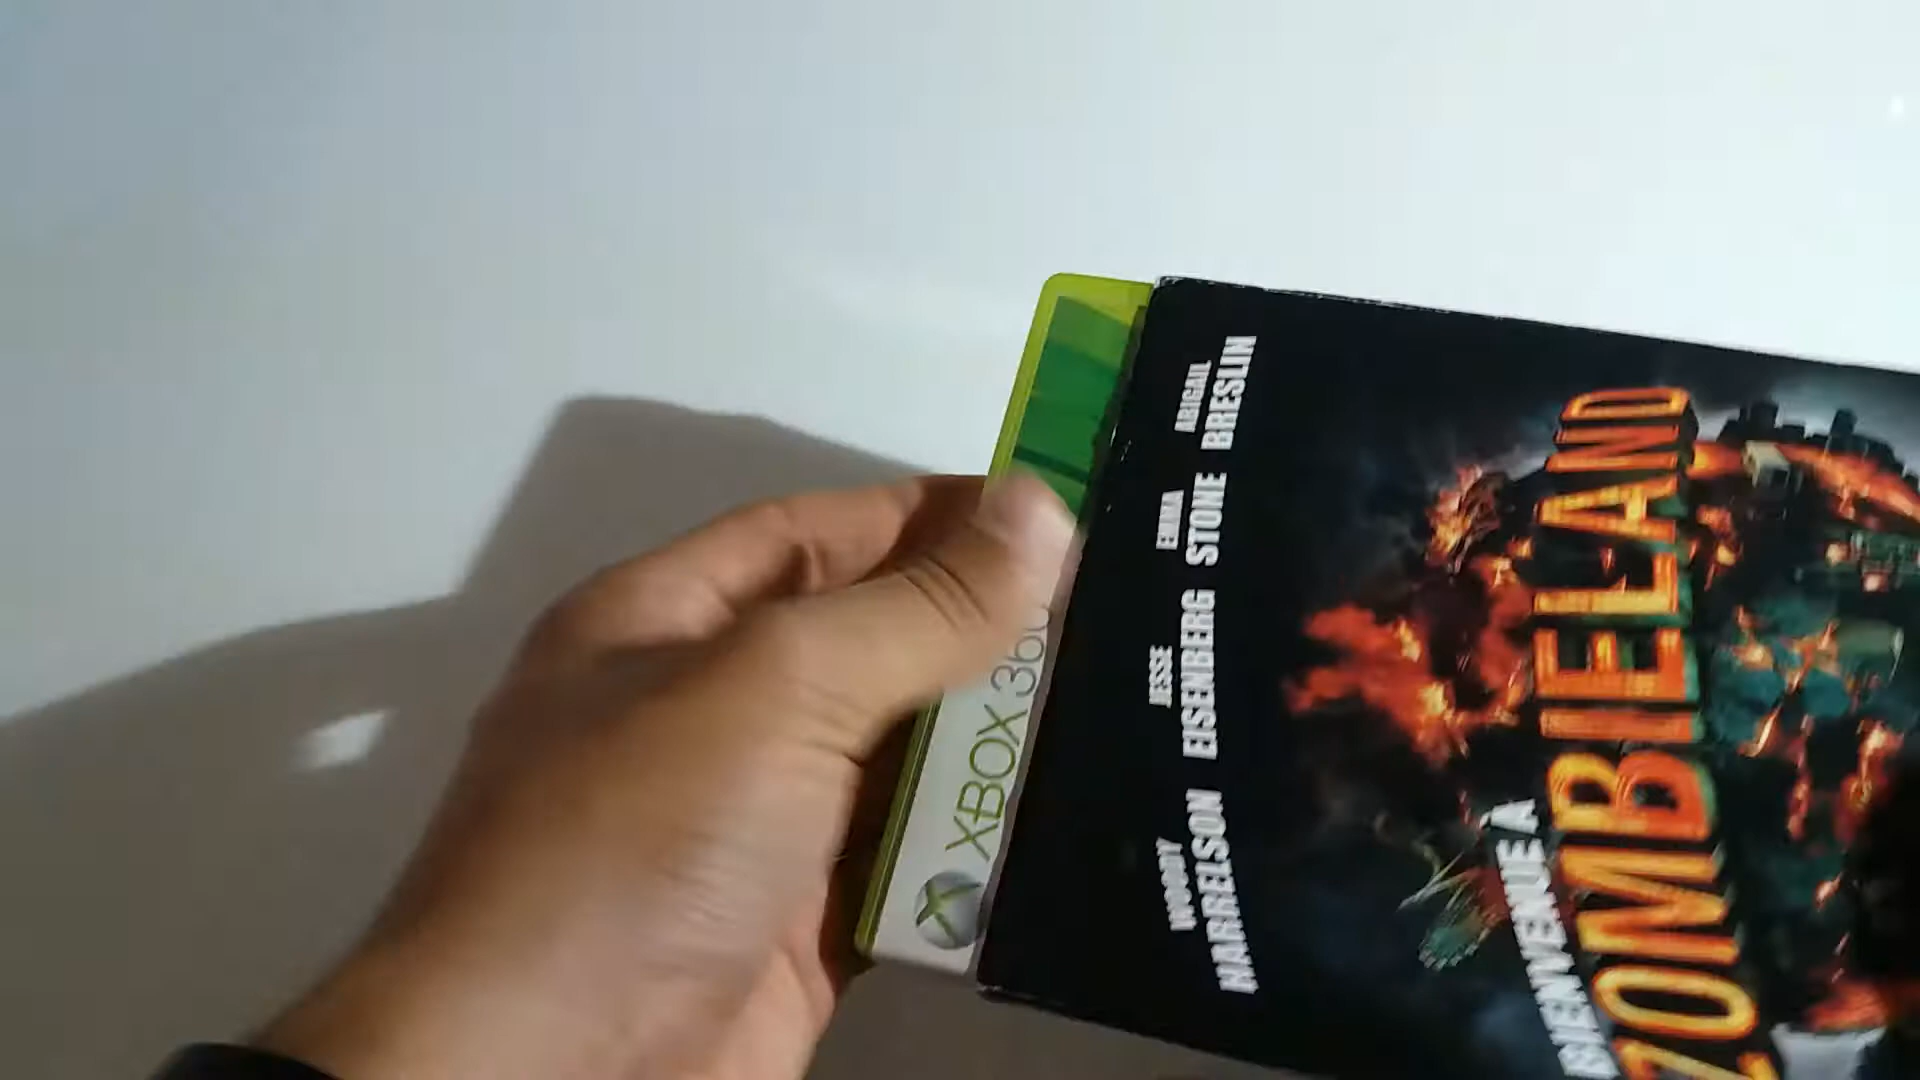 XBOX 360
WOODY JESSE EMMA ABIGAIL
HARRELSON EISENBERG STONE BRESLIN
BIENVENUE À
ZOMBIELAND